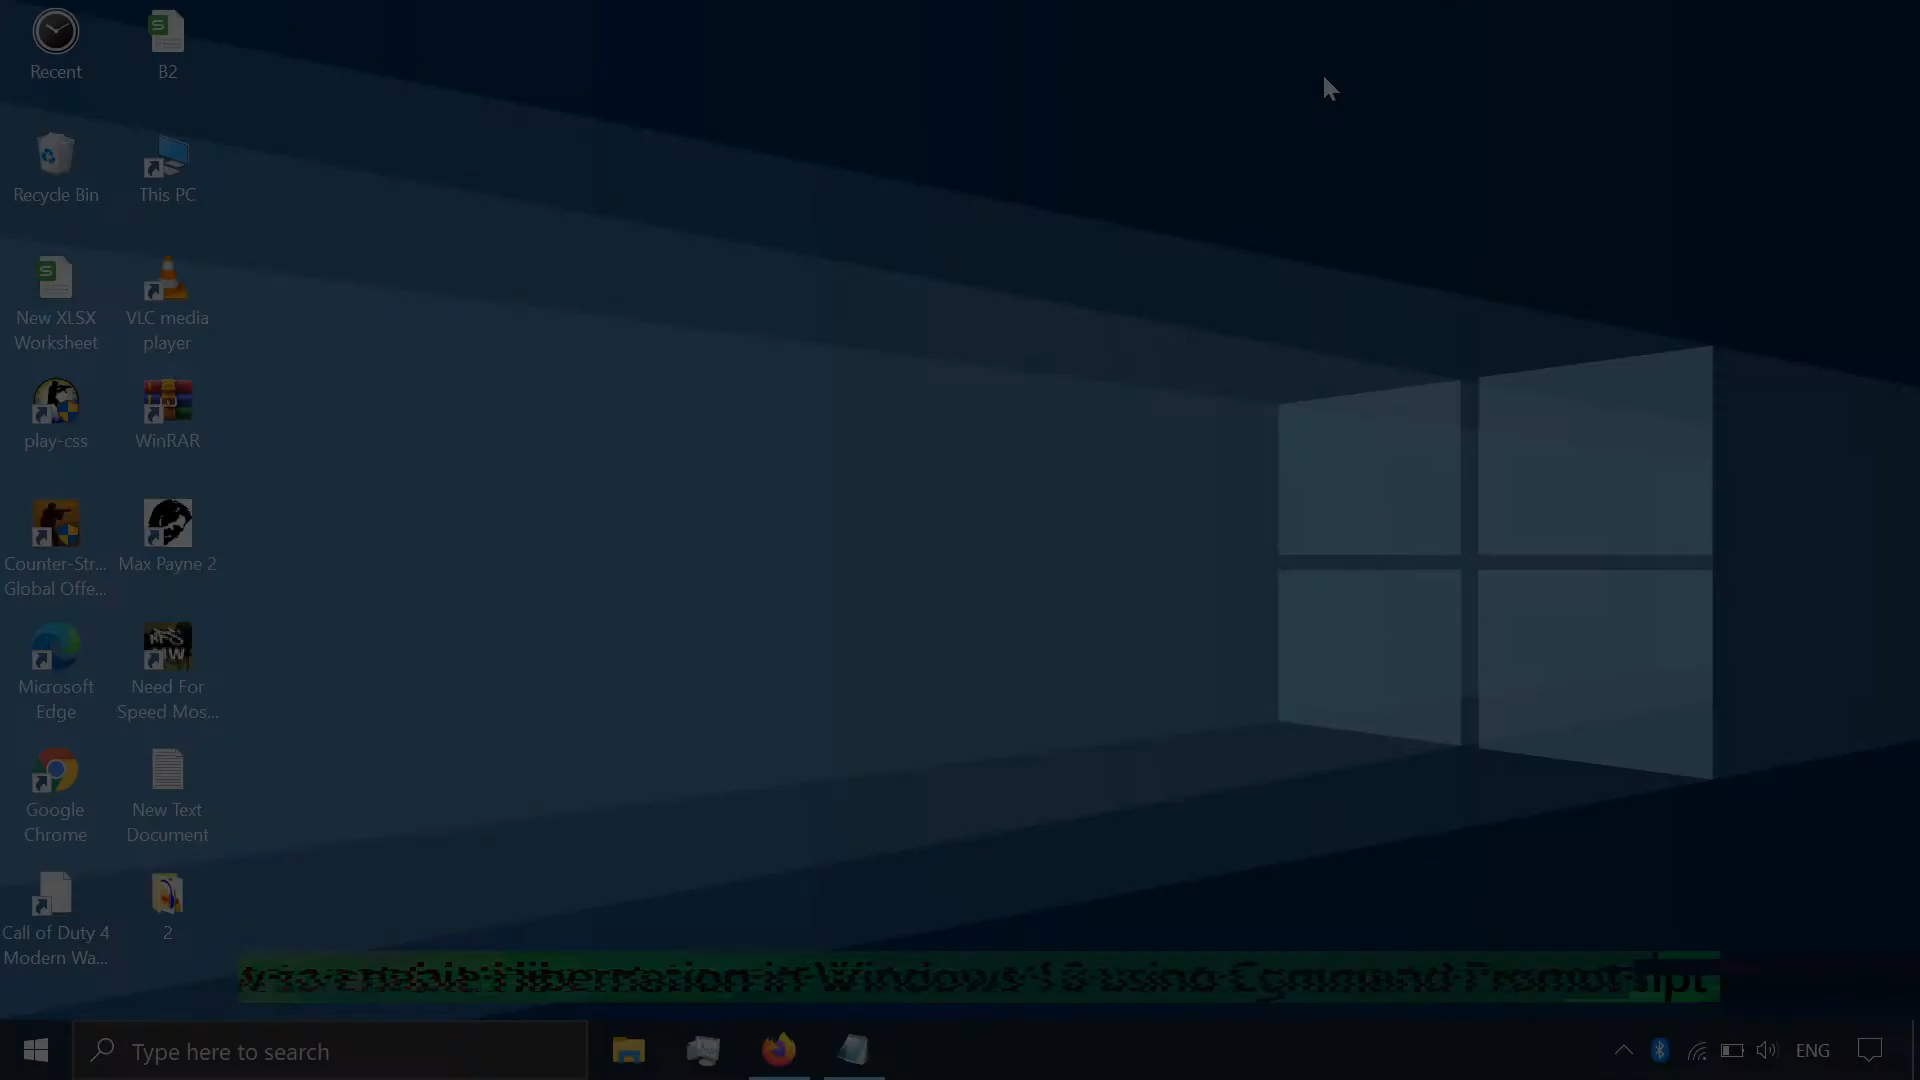 Recent
B2
Recycle Bin
This PC
New XLSX
Worksheet
VLC media
player
play-css
WinRAR
Counter-Str...
Global Offe...
Max Payne 2
Microsoft
Edge
Need For
Speed Mos...
Google
Chrome
New Text
Document
Call of Duty 4
Modern Wa...
2
to enable Hibernation in Windows 10 using Command Prompt
Type here to search
ENG